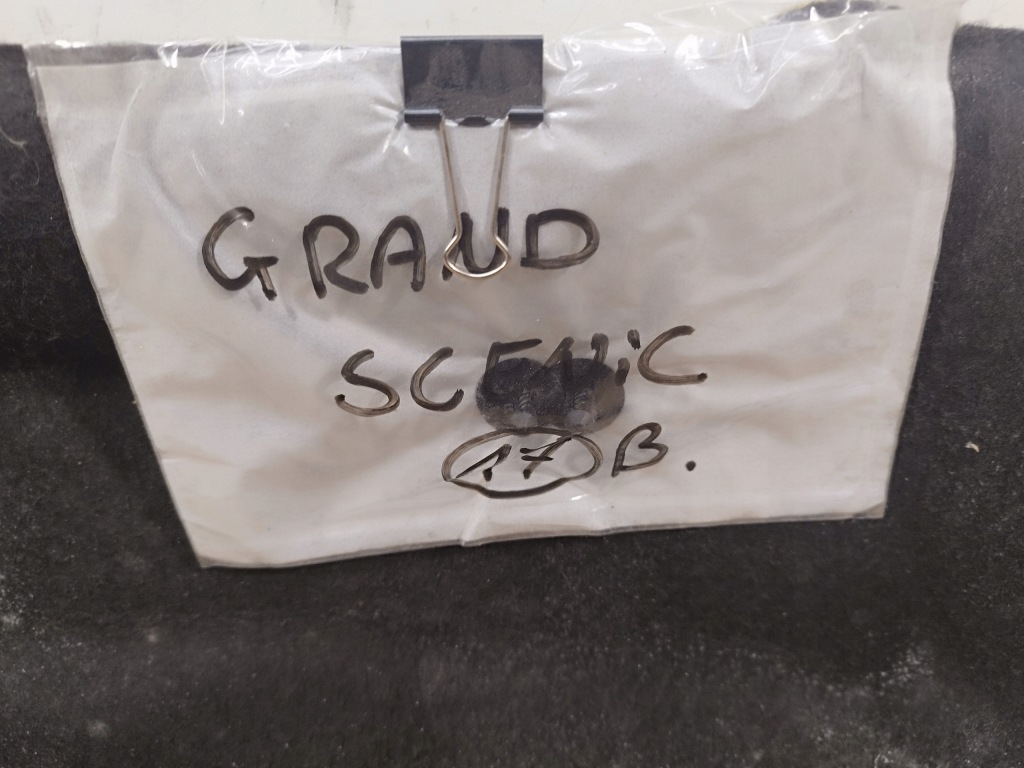 GRAND
SCENiC
17 B.